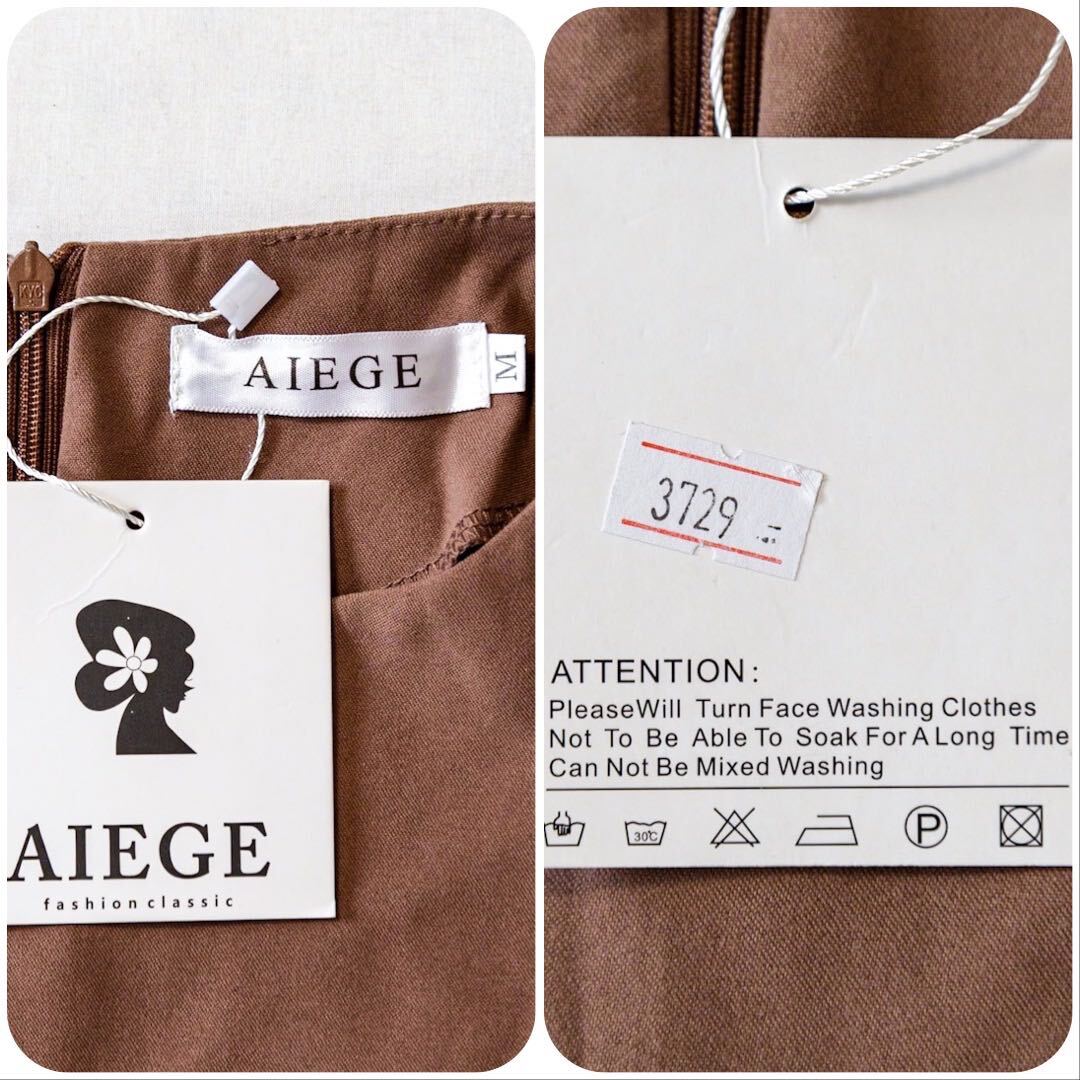 KYC
AIEGE
M
AIEGE
fashion classic
3729
ATTENTION:
PleaseWill Turn Face Washing Clothes
Not To Be Able To Soak For A Long Time
Can Not Be Mixed Washing
30℃
P